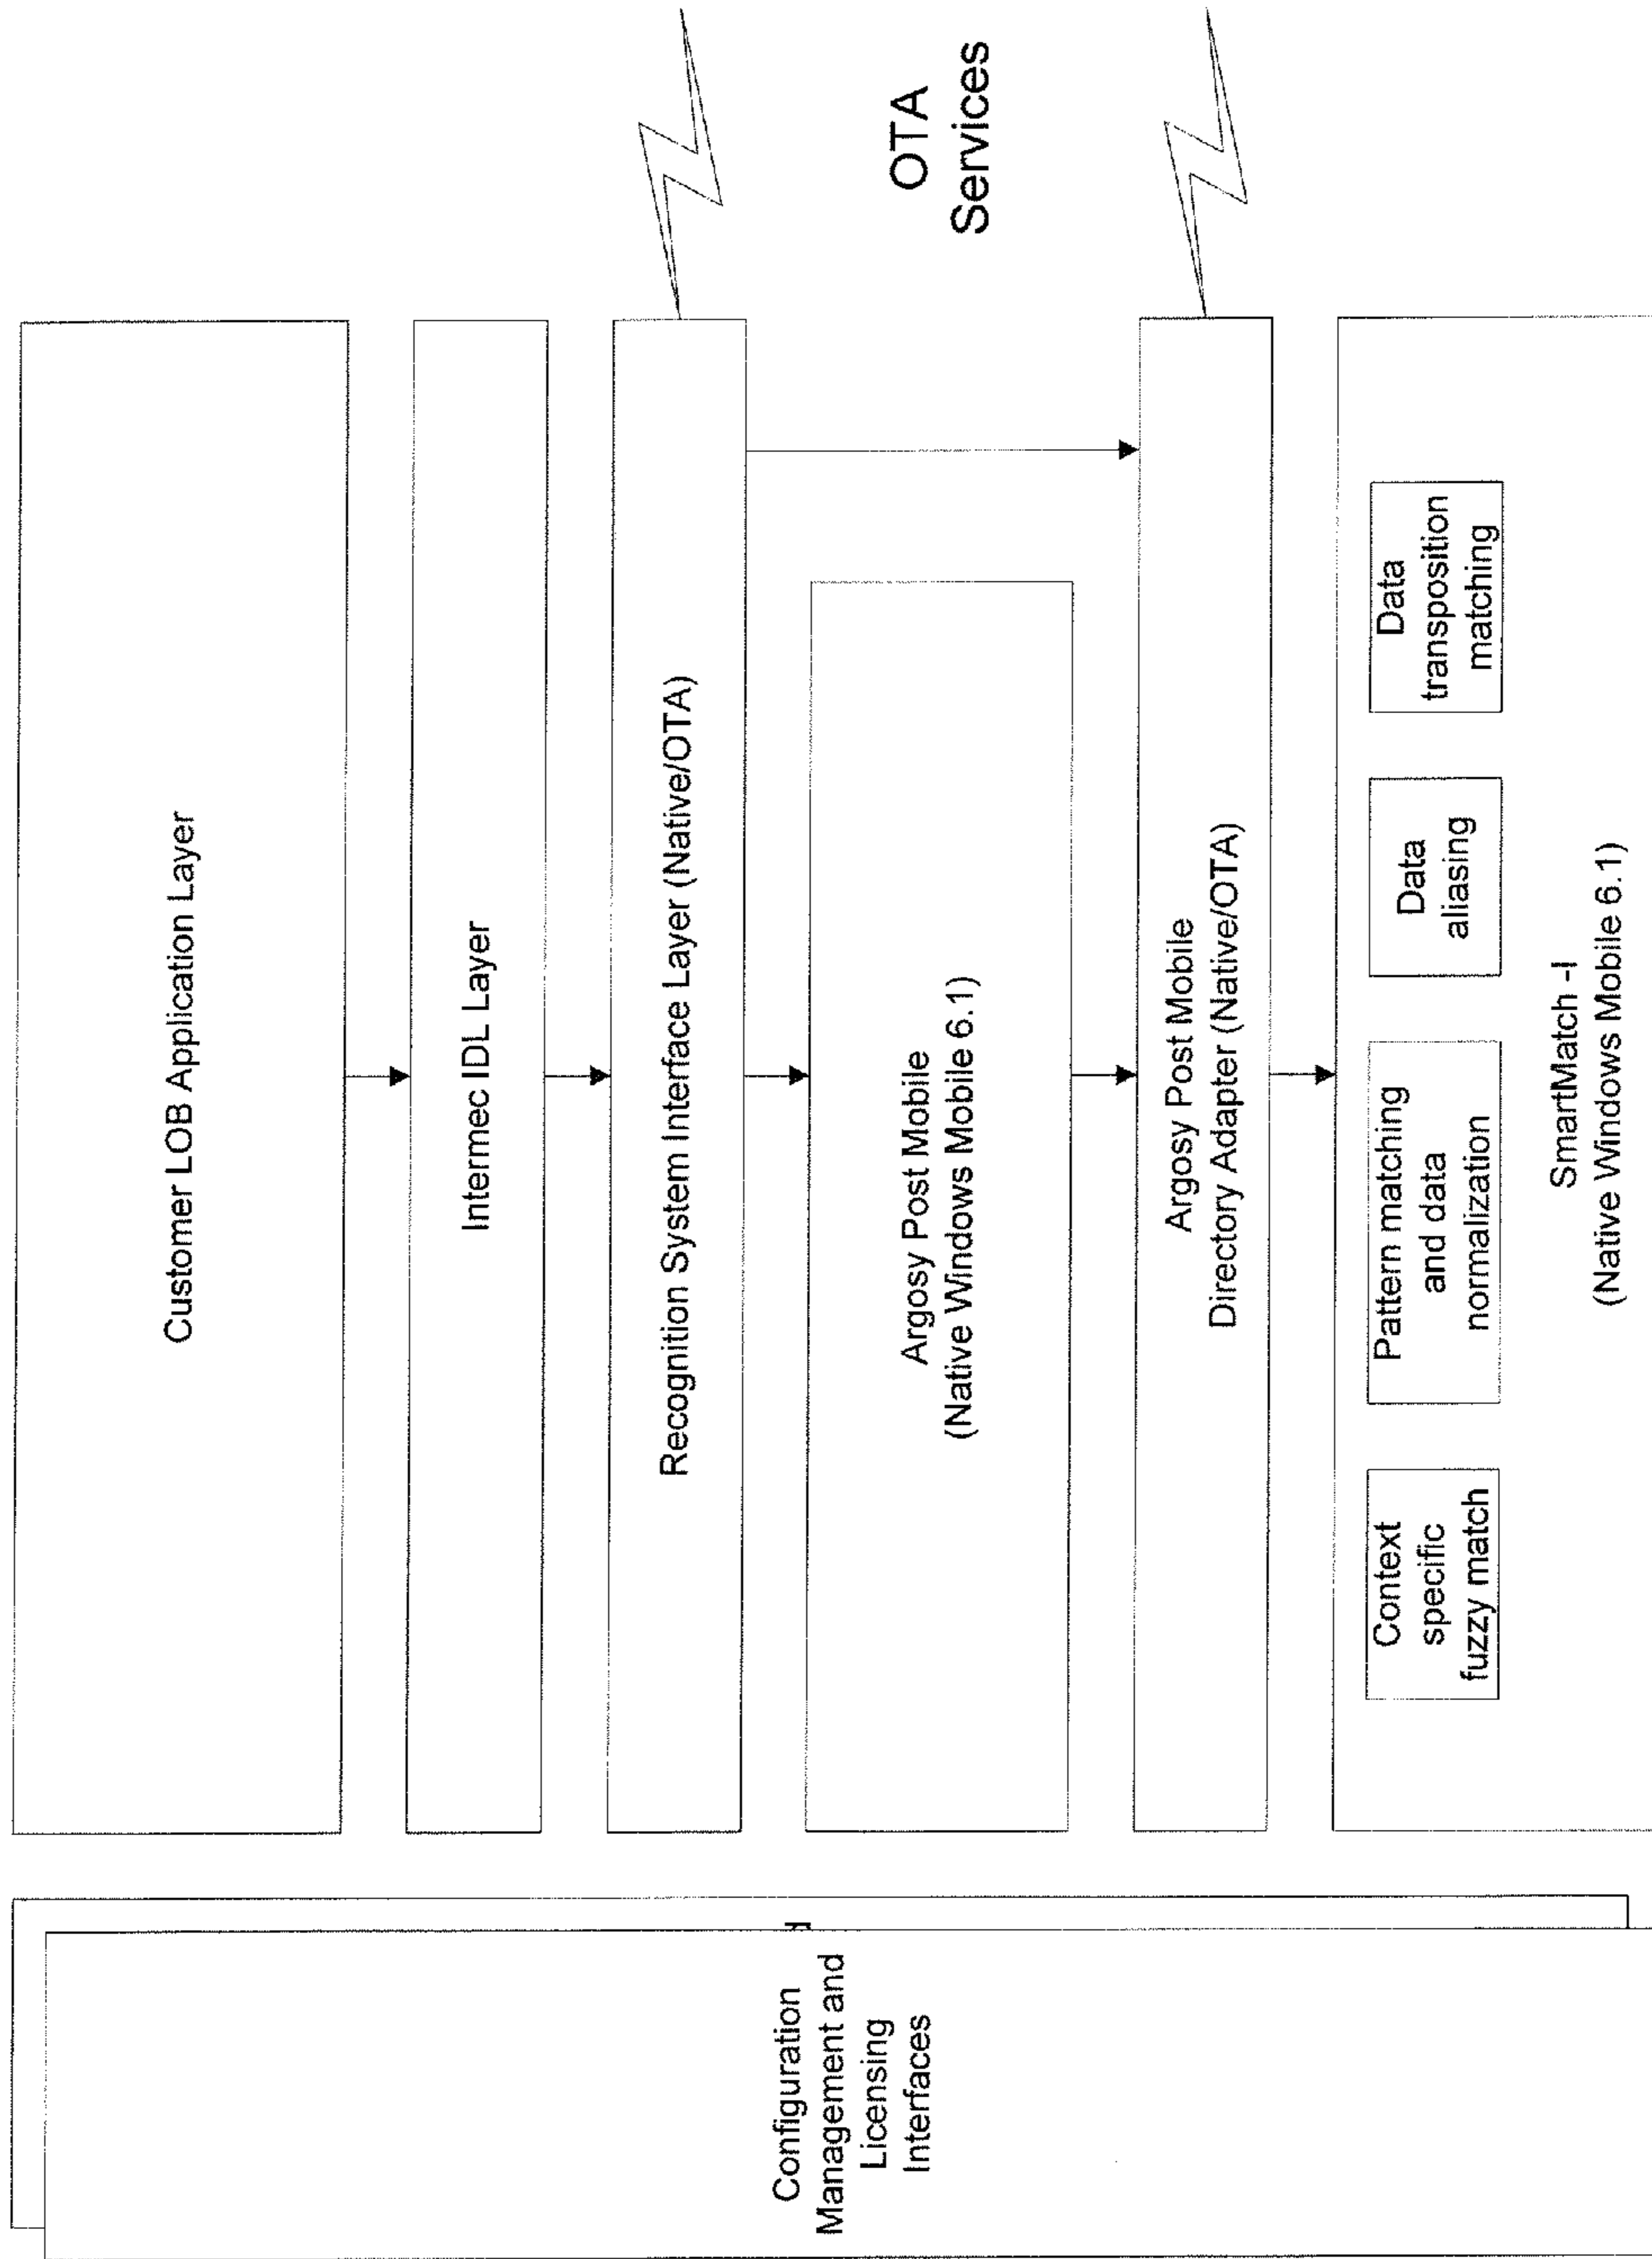 Customer LOB Application Layer
Intermec IDL Layer
Recognition System Interface Layer (Native/OTA)
OTA
Services
Argosy Post Mobile
(Native Windows Mobile 6.1)
Argosy Post Mobile
Directory Adapter (Native/OTA)
Context
specific
fuzzy match
Pattern matching
and data
normalization
Data
aliasing
Data
transposition
matching
SmartMatch -I
(Native Windows Mobile 6.1)
Configuration
Management and
Licensing
Interfaces